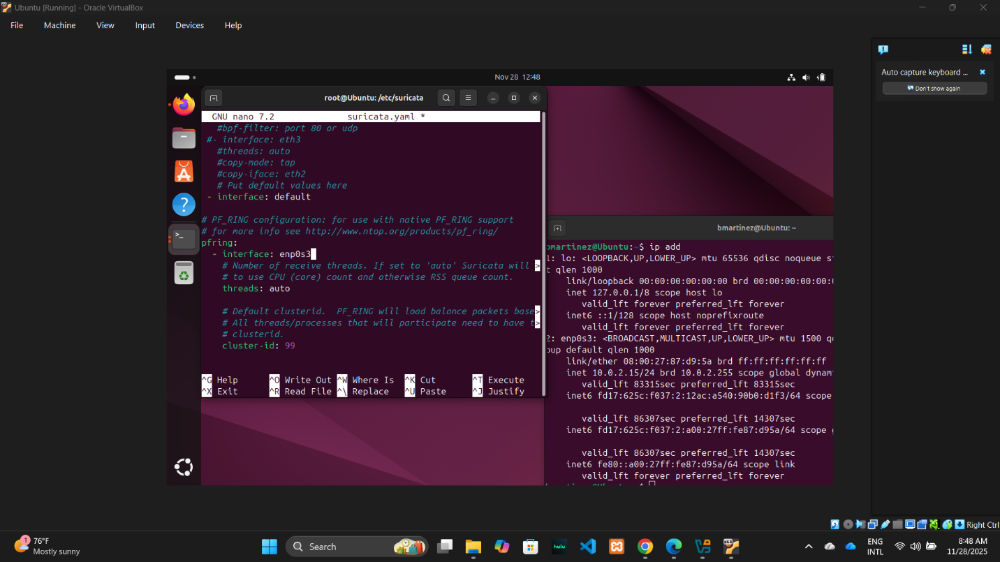 Ubuntu [Running] - Oracle VirtualBox
File Machine View Input Devices Help
Auto capture keyboard ...
Don't show again
Nov 28 12:48
root@Ubuntu: /etc/suricata
GNU nano 7.2 suricata.yaml *
#bpf-filter: port 80 or udp
#- interface: eth3
#threads: auto
#copy-mode: tap
#copy-iface: eth2
# Put default values here
- interface: default
# PF_RING configuration: for use with native PF_RING support
# for more info see http://www.ntop.org/products/pf_ring/
pfring:
- interface: enp0s3
# Number of receive threads. If set to 'auto' Suricata will >
# to use CPU (core) count and otherwise RSS queue count.
threads: auto
# Default clusterid.  PF_RING will load balance packets base>
# All threads/processes that will participate need to have t>
# clusterid.
cluster-id: 99
^G Help ^O Write Out ^W Where Is ^K Cut ^T Execute
^X Exit ^R Read File ^\ Replace ^U Paste ^J Justify
bmartinez@Ubuntu: ~
bmartinez@Ubuntu:~$ ip add
1: lo: <LOOPBACK,UP,LOWER_UP> mtu 65536 qdisc noqueue s
t qlen 1000
link/loopback 00:00:00:00:00:00 brd 00:00:00:00:00:
inet 127.0.0.1/8 scope host lo
valid_lft forever preferred_lft forever
inet6 ::1/128 scope host noprefixroute
valid_lft forever preferred_lft forever
2: enp0s3: <BROADCAST,MULTICAST,UP,LOWER_UP> mtu 1500 q
oup default qlen 1000
link/ether 08:00:27:87:d9:5a brd ff:ff:ff:ff:ff:ff
inet 10.0.2.15/24 brd 10.0.2.255 scope global dynam
valid_lft 83315sec preferred_lft 83315sec
inet6 fd17:625c:f037:2:12ac:a540:90b0:d1f3/64 scope
valid_lft 86307sec preferred_lft 14307sec
inet6 fd17:625c:f037:2:a00:27ff:fe87:d95a/64 scope g
valid_lft 86307sec preferred_lft 14307sec
inet6 fe80::a00:27ff:fe87:d95a/64 scope link
valid_lft forever preferred_lft forever
Right Ctrl
1
76°F
Mostly sunny
Search
hulu
ENG
INTL
8:48 AM
11/28/2025